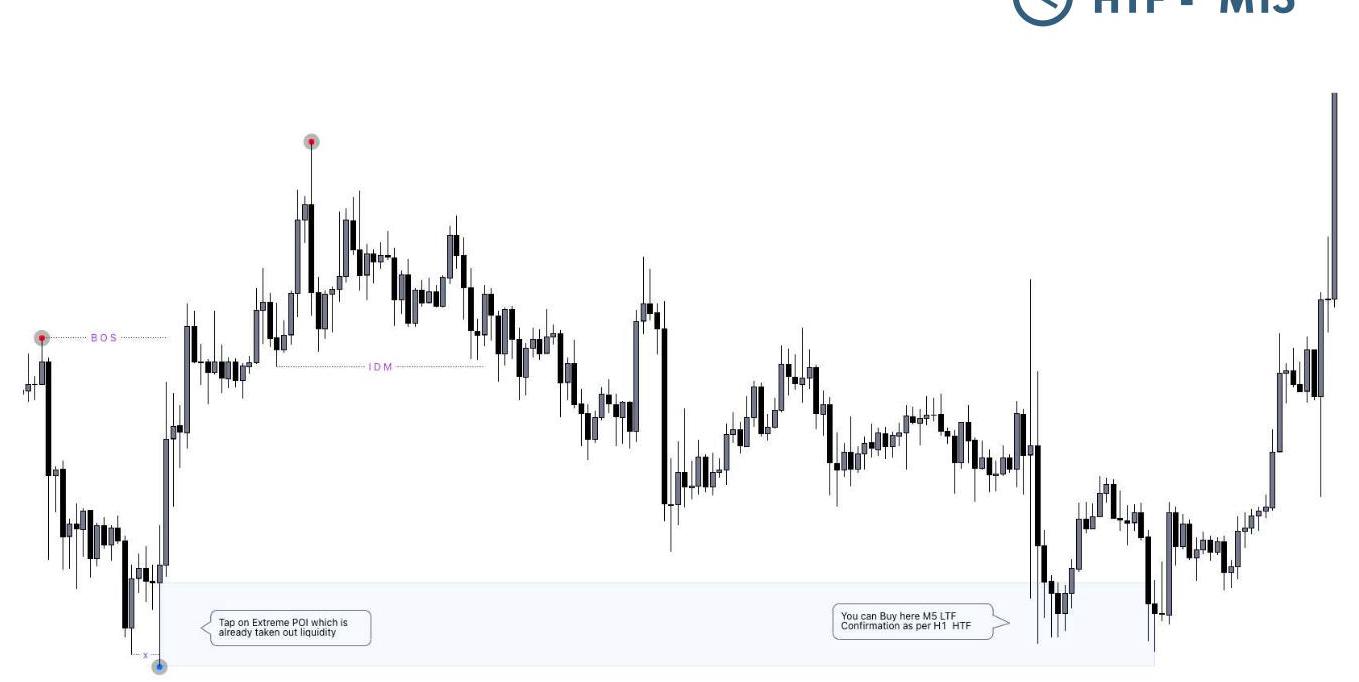 HTF - M15
BOS
IDM
Tap on Extreme POI which is
already taken out liquidity
You can Buy here M5 LTF
Confirmation as per H1 HTF
x